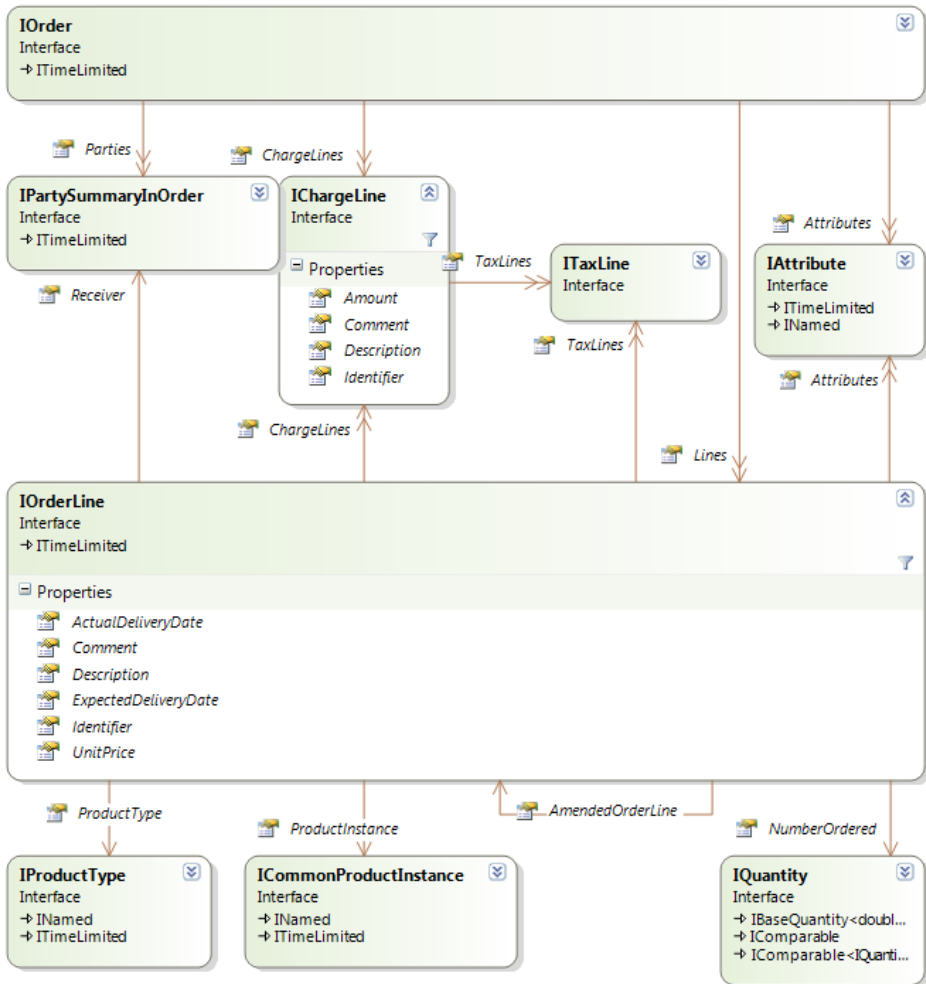 IOrder
Interface
ITimeLimited
Parties
ChargeLines
IPartySummaryInOrder
Interface
ITimeLimited
IChargeLine
Interface
Properties
Amount
Comment
Description
Identifier
TaxLines
ITaxLine
Interface
Attributes
IAttribute
Interface
ITimeLimited
INamed
Receiver
TaxLines
Attributes
ChargeLines
Lines
IOrderLine
Interface
ITimeLimited
Properties
ActualDeliveryDate
Comment
Description
ExpectedDeliveryDate
Identifier
UnitPrice
ProductType
ProductInstance
AmendedOrderLine
NumberOrdered
IProductType
Interface
INamed
ITimeLimited
ICommonProductInstance
Interface
INamed
ITimeLimited
IQuantity
Interface
IBaseQuantity<doubl...
IComparable
IComparable<IQuanti...